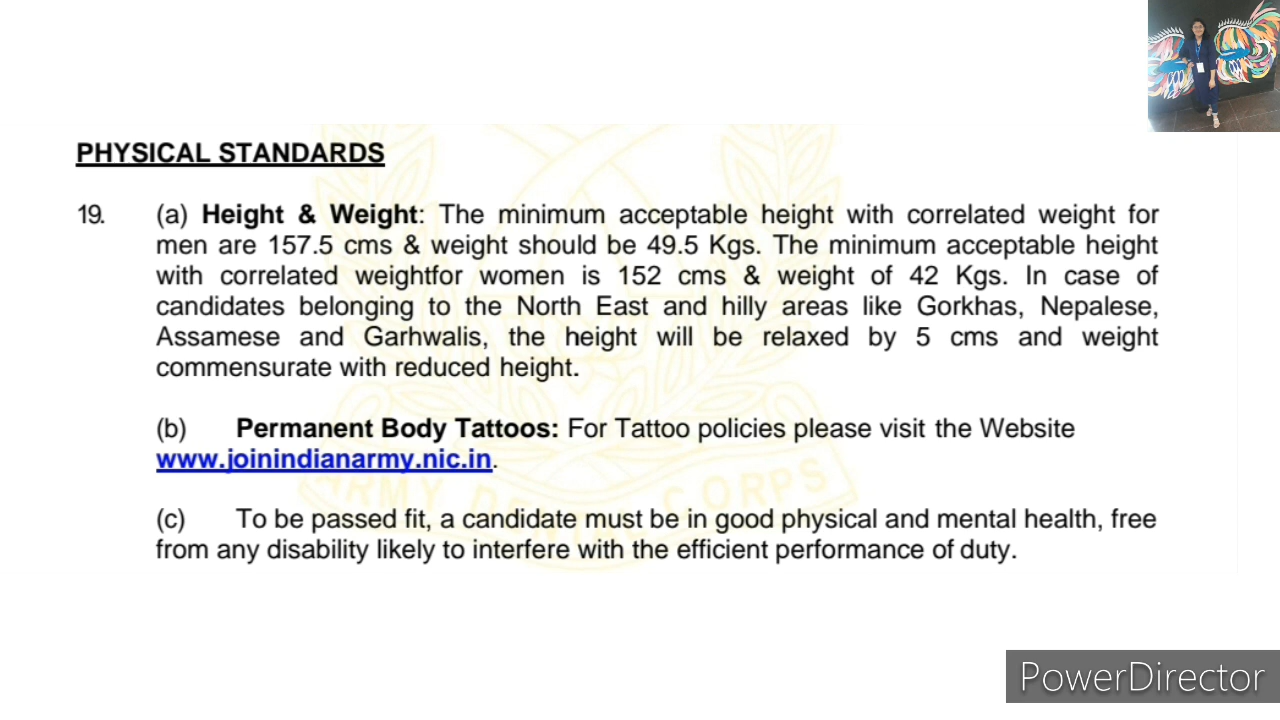 PHYSICAL STANDARDS
19. (a) Height & Weight: The minimum acceptable height with correlated weight for
men are 157.5 cms & weight should be 49.5 Kgs. The minimum acceptable height
with correlated weightfor women is 152 cms & weight of 42 Kgs. In case of
candidates belonging to the North East and hilly areas like Gorkhas, Nepalese,
Assamese and Garhwalis, the height will be relaxed by 5 cms and weight
commensurate with reduced height.
(b) Permanent Body Tattoos: For Tattoo policies please visit the Website
www.joinindianarmy.nic.in.
ARMY DENTAL CORPS
(c) To be passed fit, a candidate must be in good physical and mental health, free
from any disability likely to interfere with the efficient performance of duty.
PowerDirector